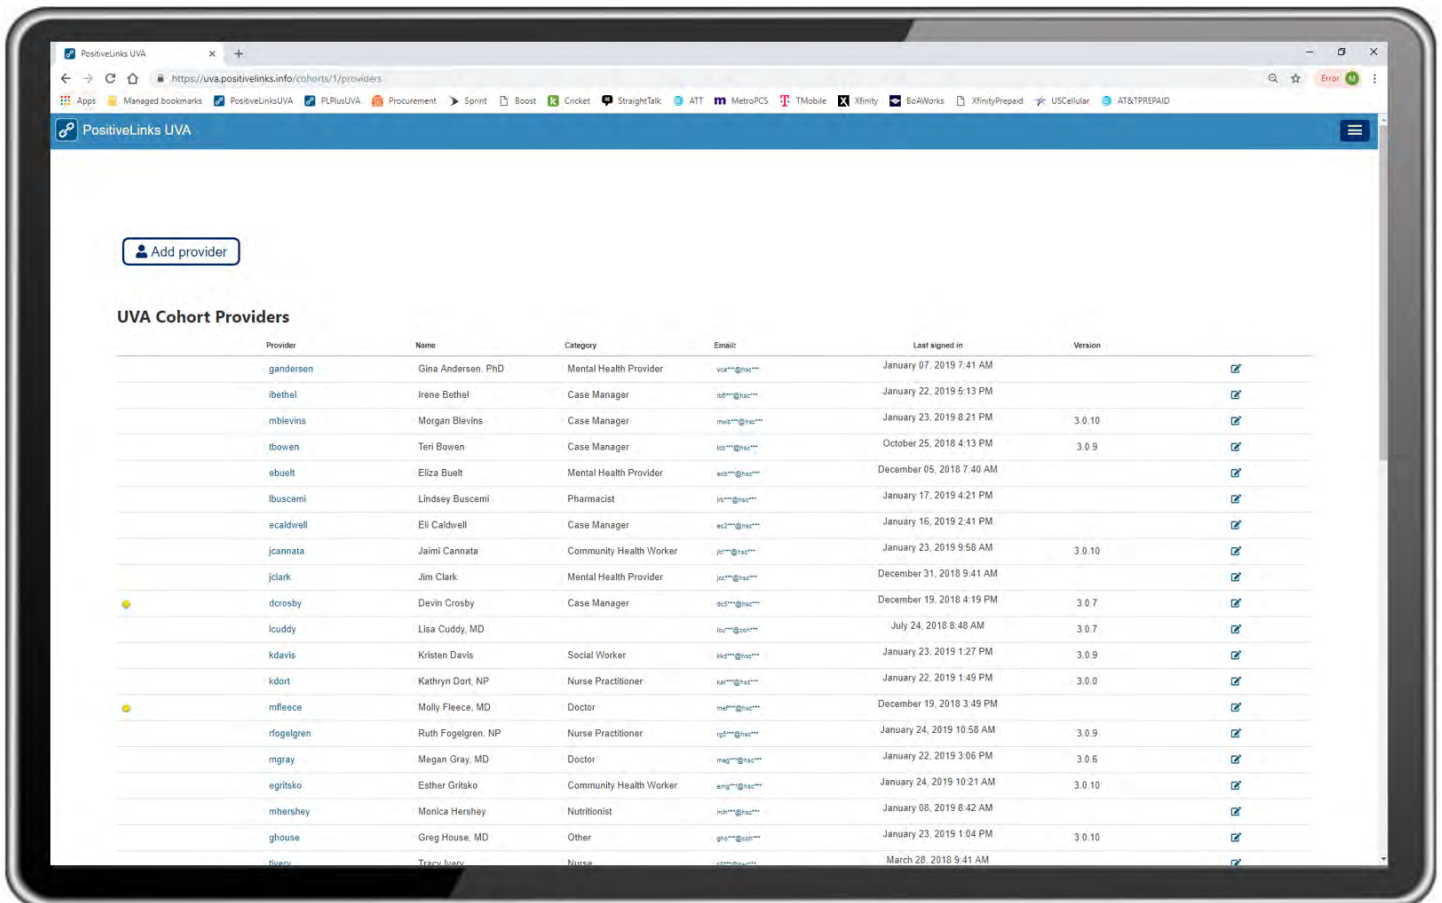 PositiveLinks UVA × +
https://uva.positivelinks.info/cohorts/1/providers Error M
Apps Managed bookmarks PositiveLinksUVA PLPlusUVA Procurement Sprint Boost Cricket StraightTalk ATT MetroPCS TMobile Xfinity BoAWorks XfinityPrepaid USCellular AT&TPREPAID
PositiveLinks UVA
Add provider
UVA Cohort Providers
Provider Name Category Email: Last signed in Version
gandersen Gina Andersen, PhD Mental Health Provider January 07, 2019 7:41 AM
ibethel Irene Bethel Case Manager January 22, 2019 5:13 PM
mblevins Morgan Blevins Case Manager January 23, 2019 8:21 PM 3.0.10
tbowen Teri Bowen Case Manager October 25, 2018 4:13 PM 3.0.9
ebuelt Eliza Buelt Mental Health Provider December 05, 2018 7:40 AM
lbuscemi Lindsey Buscemi Pharmacist January 17, 2019 4:21 PM
ecaldwell Eli Caldwell Case Manager January 16, 2019 2:41 PM
jcannata Jaimi Cannata Community Health Worker January 23, 2019 9:58 AM 3.0.10
jclark Jim Clark Mental Health Provider December 31, 2018 9:41 AM
dcrosby Devin Crosby Case Manager December 19, 2018 4:19 PM 3.0.7
lcuddy Lisa Cuddy, MD July 24, 2018 8:48 AM 3.0.7
kdavis Kristen Davis Social Worker January 23, 2019 1:27 PM 3.0.9
kdort Kathryn Dort, NP Nurse Practitioner January 22, 2019 1:49 PM 3.0.0
mfleece Molly Fleece, MD Doctor December 19, 2018 3:49 PM
rfogelgren Ruth Fogelgren, NP Nurse Practitioner January 24, 2019 10:58 AM 3.0.9
mgray Megan Gray, MD Doctor January 22, 2019 3:06 PM 3.0.6
egritsko Esther Gritsko Community Health Worker January 24, 2019 10:21 AM 3.0.10
mhershey Monica Hershey Nutritionist January 08, 2019 8:42 AM
ghouse Greg House, MD Other January 23, 2019 1:04 PM 3.0.10
tivery Tracy Ivery Nurse March 28, 2018 9:41 AM